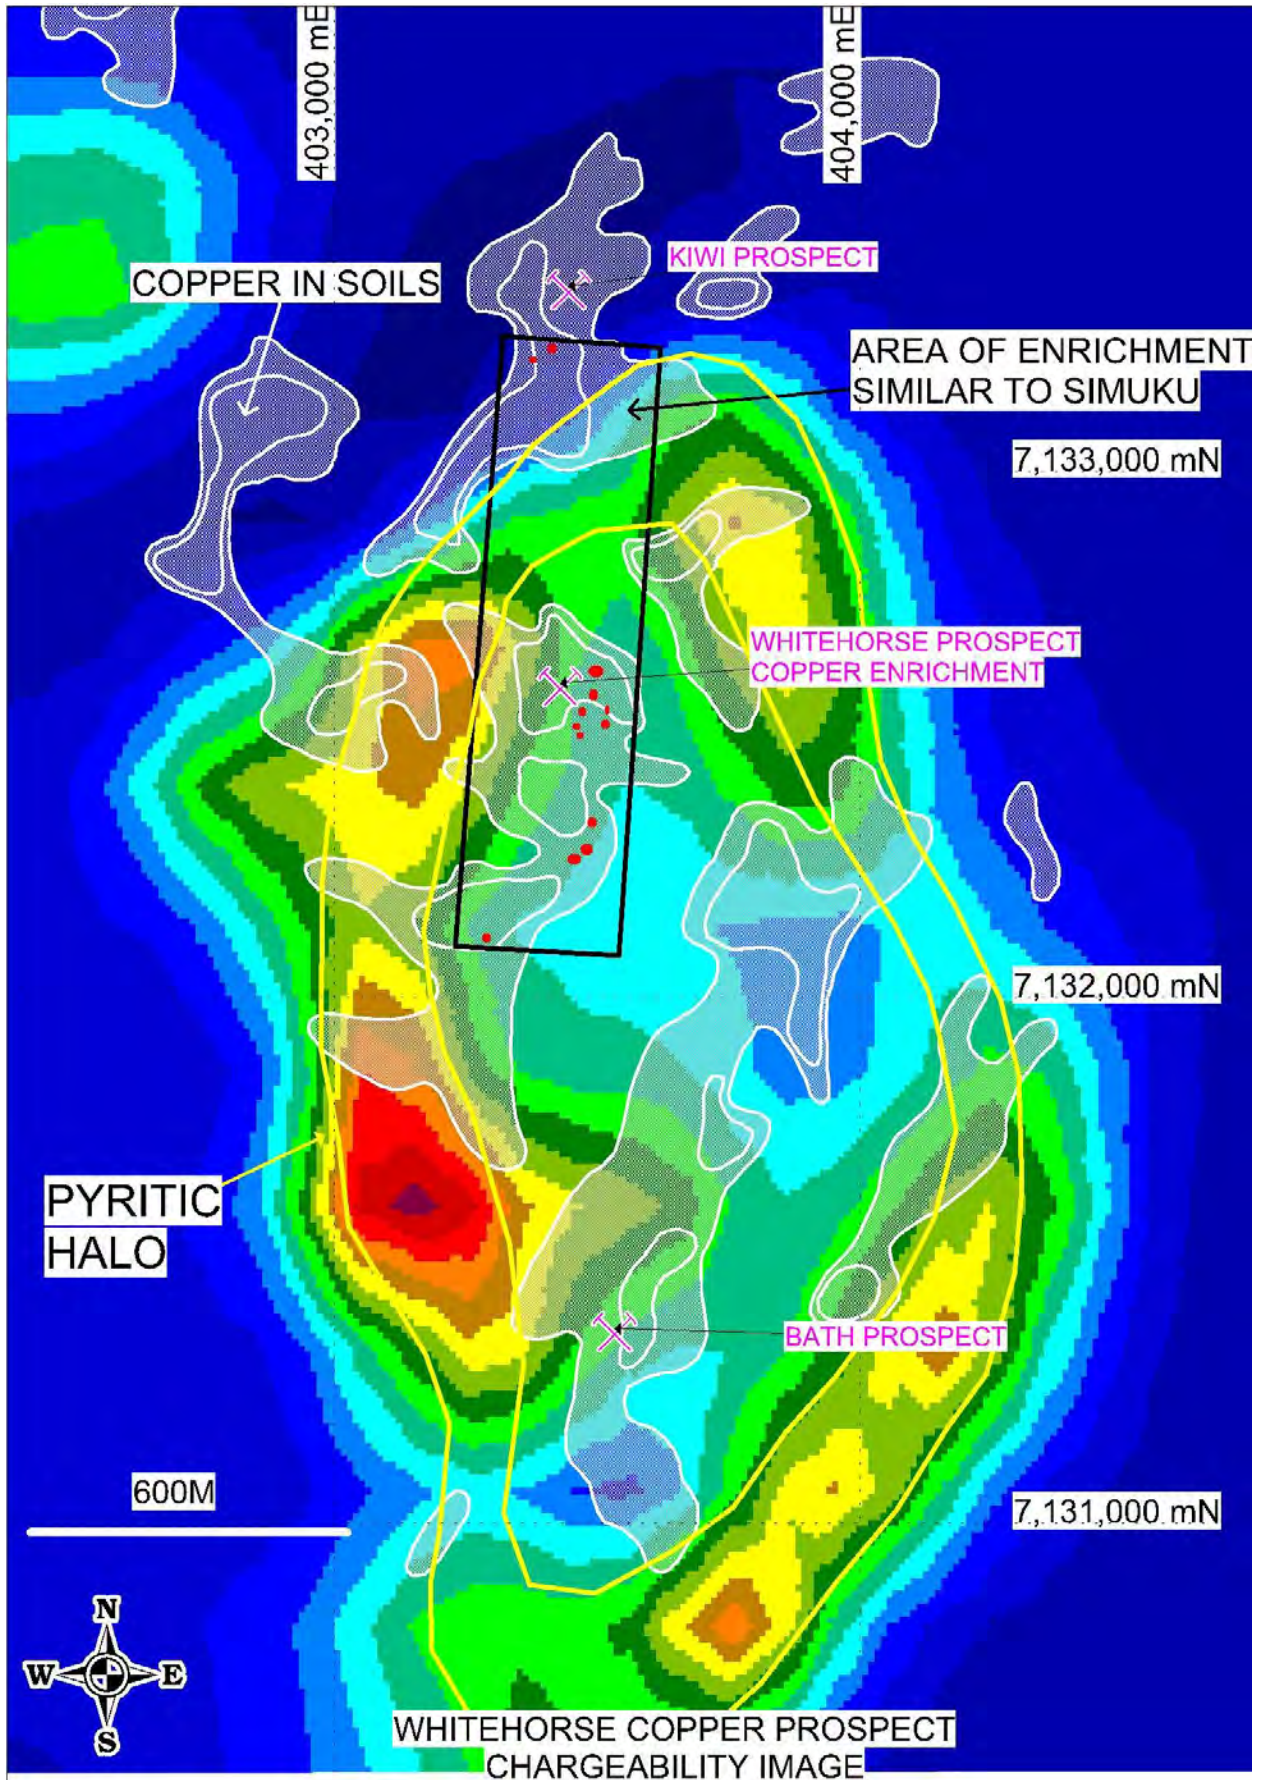 403,000 mE
404,000 mE
KIWI PROSPECT
COPPER IN SOILS
AREA OF ENRICHMENT
SIMILAR TO SIMUKU
7,133,000 mN
WHITEHORSE PROSPECT
COPPER ENRICHMENT
7,132,000 mN
PYRITIC
HALO
BATH PROSPECT
600M
7,131,000 mN
N
W
E
S
WHITEHORSE COPPER PROSPECT
CHARGEABILITY IMAGE